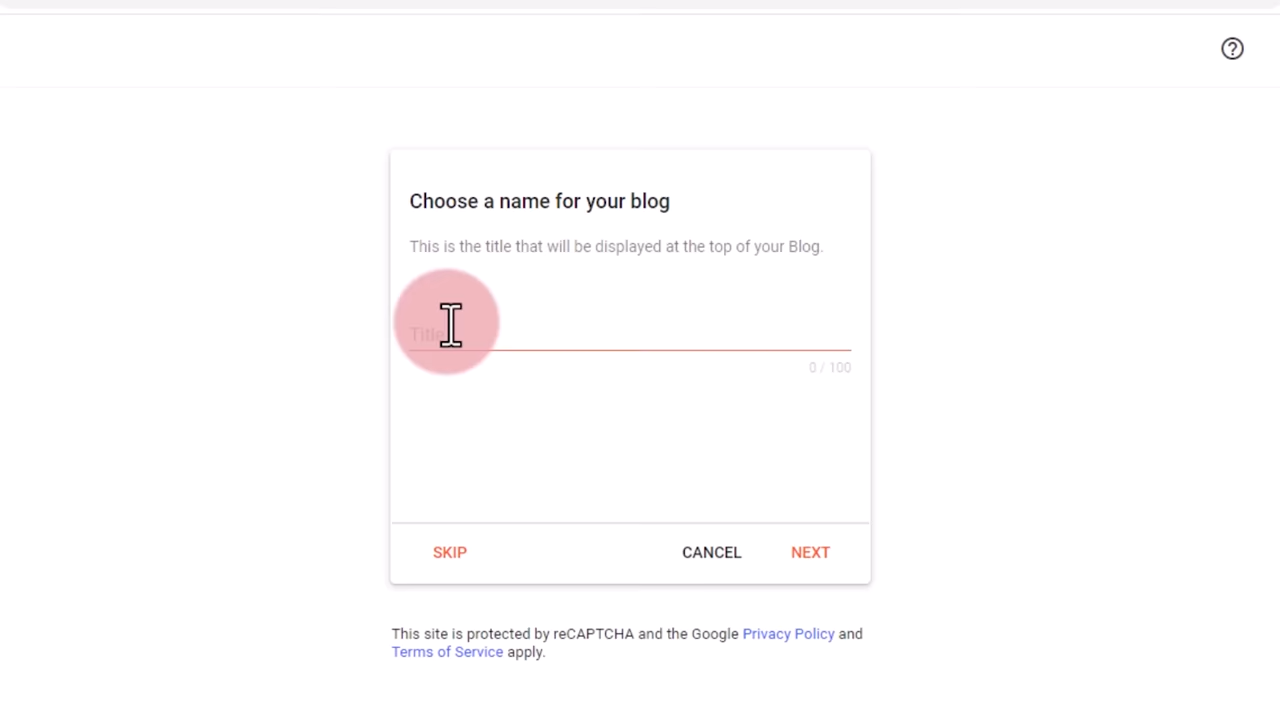 Choose a name for your blog
This is the title that will be displayed at the top of your Blog.
Title
0 / 100
SKIP CANCEL NEXT
This site is protected by reCAPTCHA and the Google Privacy Policy and
Terms of Service apply.